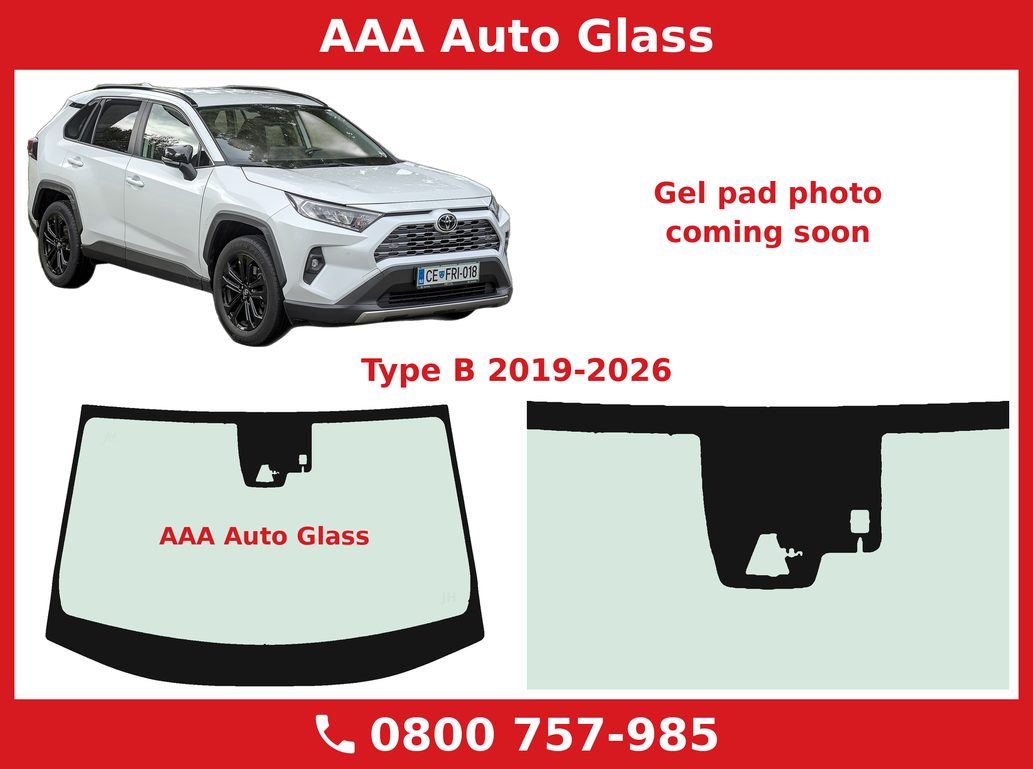 AAA Auto Glass
Gel pad photo
coming soon
CE FRI-018
Type B 2019-2026
AAA Auto Glass
JH
0800 757-985